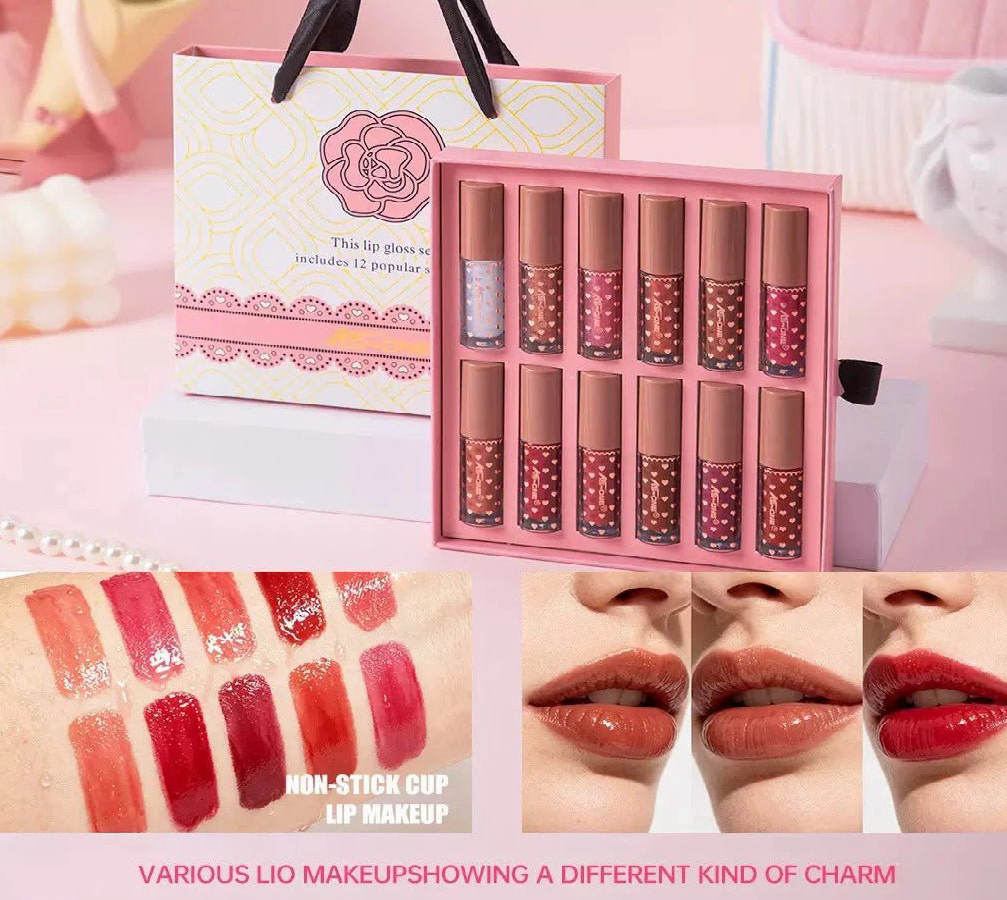 This lip gloss se
includes 12 popular s
NON-STICK CUP
LIP MAKEUP
VARIOUS LIO MAKEUPSHOWING A DIFFERENT KIND OF CHARM